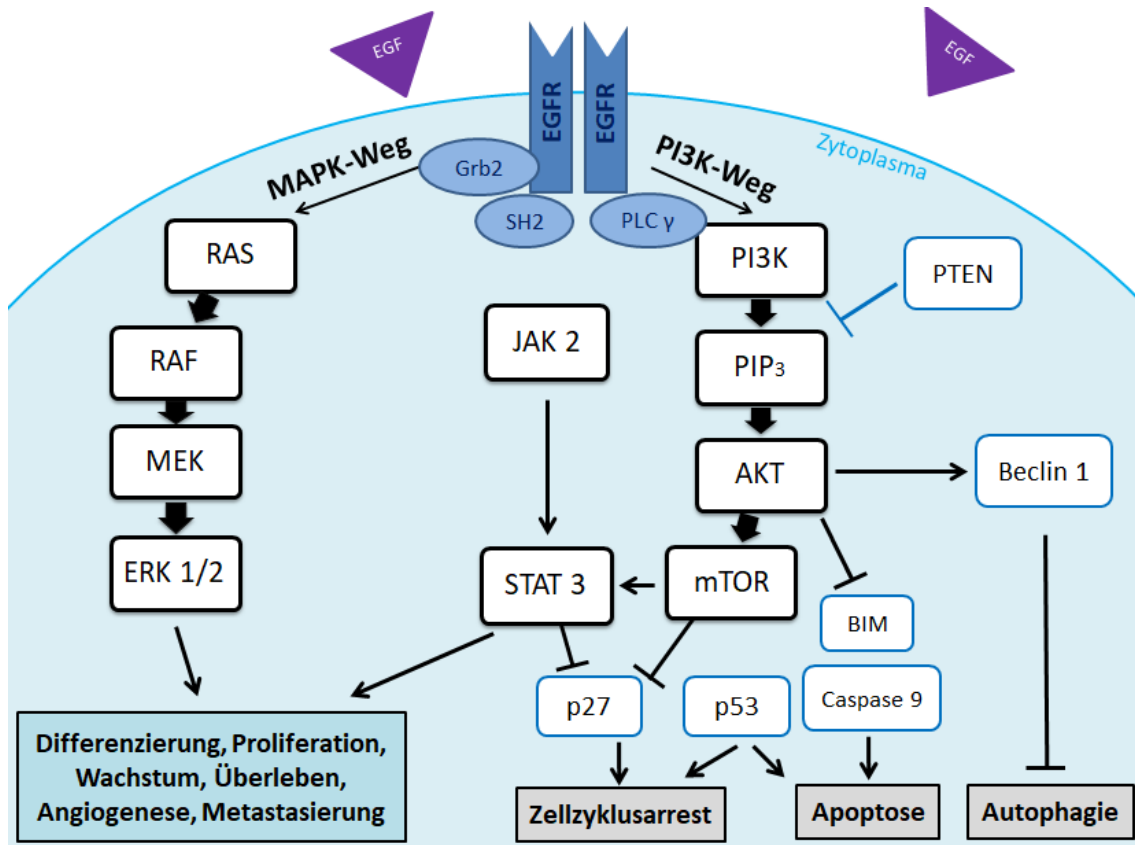 EGF
EGF
EGFR
EGFR
Zytoplasma
MAPK-Weg
PI3K-Weg
Grb2
SH2
PLC γ
RAS
PI3K
PTEN
RAF
JAK 2
PIP₃
MEK
AKT
Beclin 1
ERK 1/2
STAT 3
mTOR
BIM
p27
p53
Caspase 9
Differenzierung, Proliferation,
Wachstum, Überleben,
Angiogenese, Metastasierung
Zellzyklusarrest
Apoptose
Autophagie